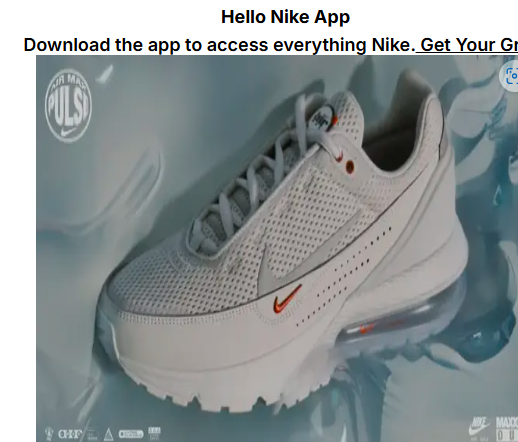 Hello Nike App
Download the app to access everything Nike. Get Your Gr
AIR MAX
PULSE
NIKE
MAXX